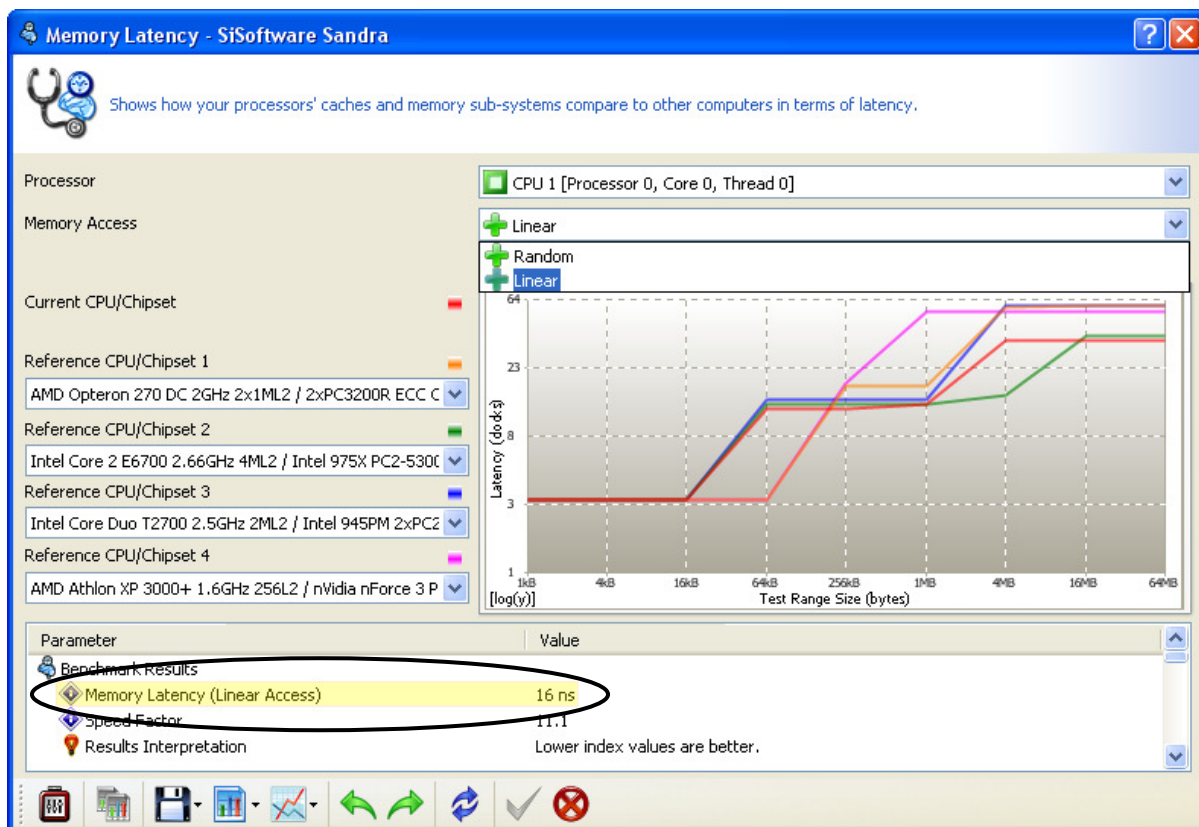 Memory Latency - SiSoftware Sandra
Shows how your processors' caches and memory sub-systems compare to other computers in terms of latency.
Processor
CPU 1 [Processor 0, Core 0, Thread 0]
Memory Access
Linear
Random
Linear
Current CPU/Chipset
Reference CPU/Chipset 1
AMD Opteron 270 DC 2GHz 2x1ML2 / 2xPC3200R ECC C
Reference CPU/Chipset 2
Intel Core 2 E6700 2.66GHz 4ML2 / Intel 975X PC2-530
Reference CPU/Chipset 3
Intel Core Duo T2700 2.5GHz 2ML2 / Intel 945PM 2xPC2
Reference CPU/Chipset 4
AMD Athlon XP 3000+ 1.6GHz 256L2 / nVidia nForce 3 P
Latency (clocks)
64
23
8
3
1
1kB 4kB 16kB 64kB 256kB 1MB 4MB 16MB 64MB
[log(y)] Test Range Size (bytes)
Parameter Value
Benchmark Results
Memory Latency (Linear Access) 16 ns
Speed Factor 11.1
Results Interpretation Lower index values are better.